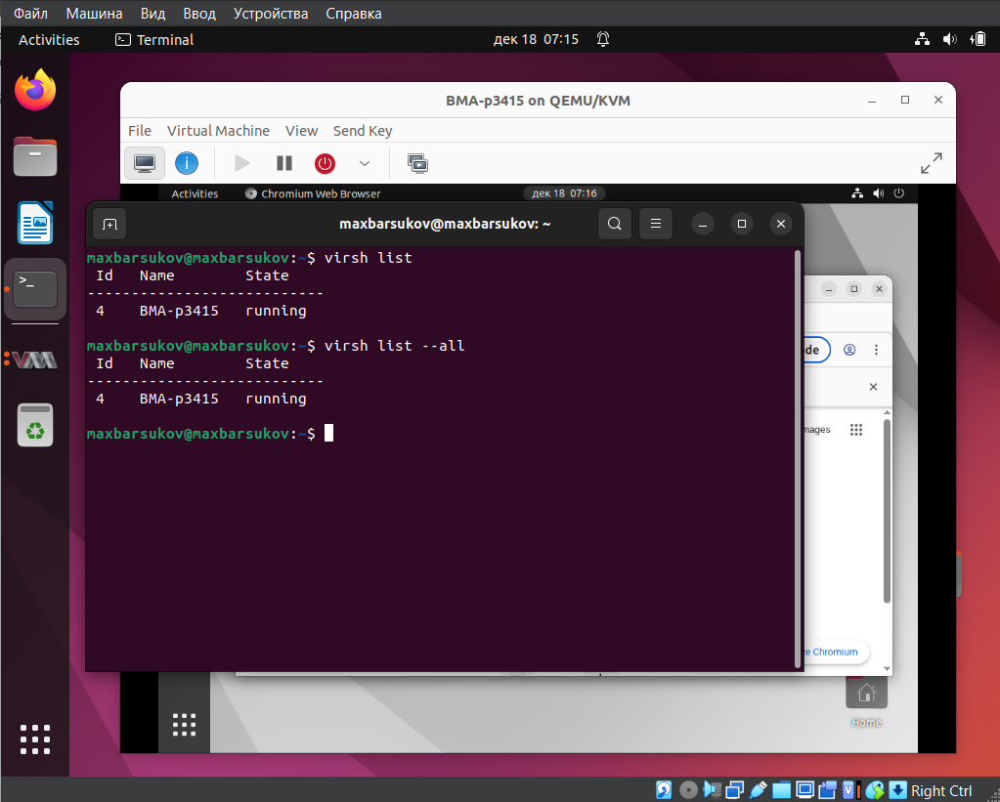 Файл Машина Вид Ввод Устройства Справка
Activities Terminal дек 18 07:15
BMA-p3415 on QEMU/KVM
File Virtual Machine View Send Key
Activities Chromium Web Browser дек 18 07:16
maxbarsukov@maxbarsukov: ~
maxbarsukov@maxbarsukov:~$ virsh list
Id Name State
---------------------------
4 BMA-p3415 running
maxbarsukov@maxbarsukov:~$ virsh list --all
Id Name State
---------------------------
4 BMA-p3415 running
maxbarsukov@maxbarsukov:~$
de
mages
ze Chromium
Home
Right Ctrl